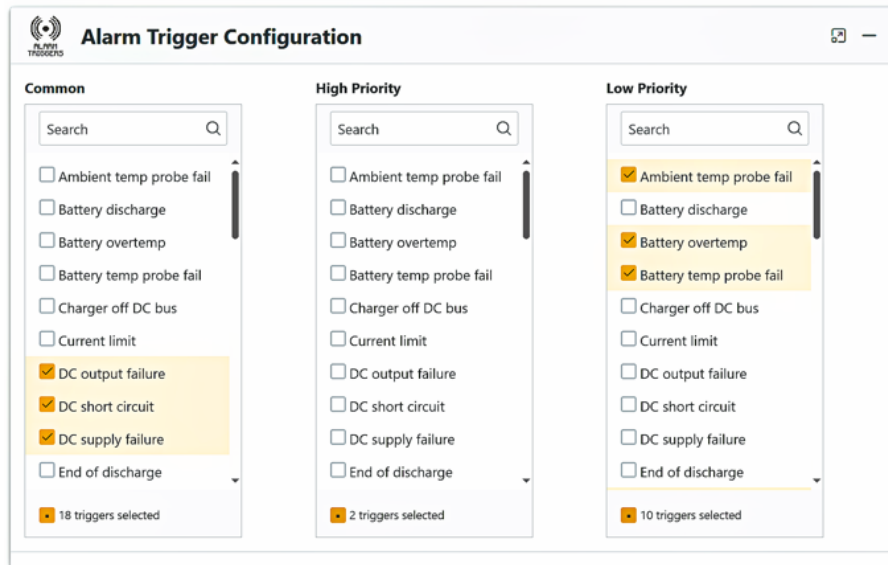 ALARM
TRIGGERS
Alarm Trigger Configuration
Common
Search
Ambient temp probe fail
Battery discharge
Battery overtemp
Battery temp probe fail
Charger off DC bus
Current limit
DC output failure
DC short circuit
DC supply failure
End of discharge
18 triggers selected
High Priority
Search
Ambient temp probe fail
Battery discharge
Battery overtemp
Battery temp probe fail
Charger off DC bus
Current limit
DC output failure
DC short circuit
DC supply failure
End of discharge
2 triggers selected
Low Priority
Search
Ambient temp probe fail
Battery discharge
Battery overtemp
Battery temp probe fail
Charger off DC bus
Current limit
DC output failure
DC short circuit
DC supply failure
End of discharge
10 triggers selected